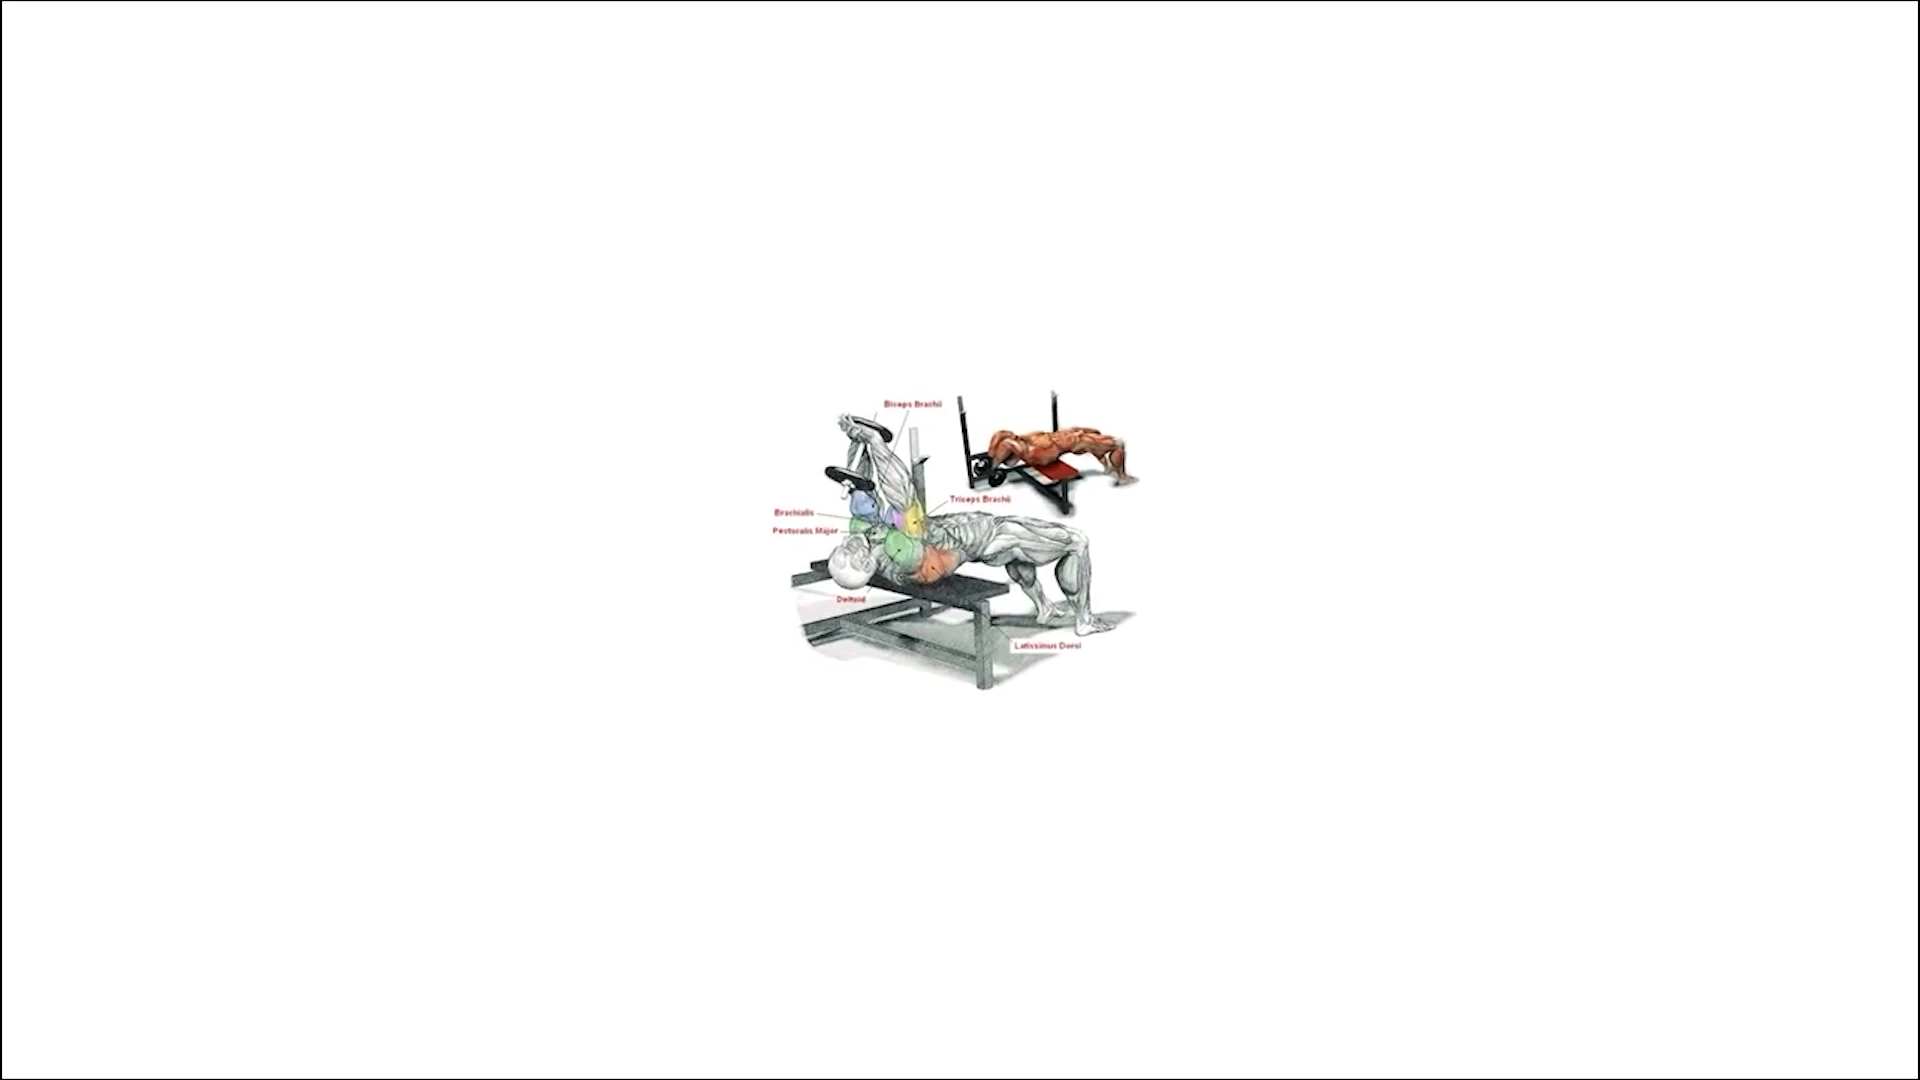 Biceps Brachii
Triceps Brachii
Brachialis
Pectoralis Major
Deltoid
Latissimus Dorsi